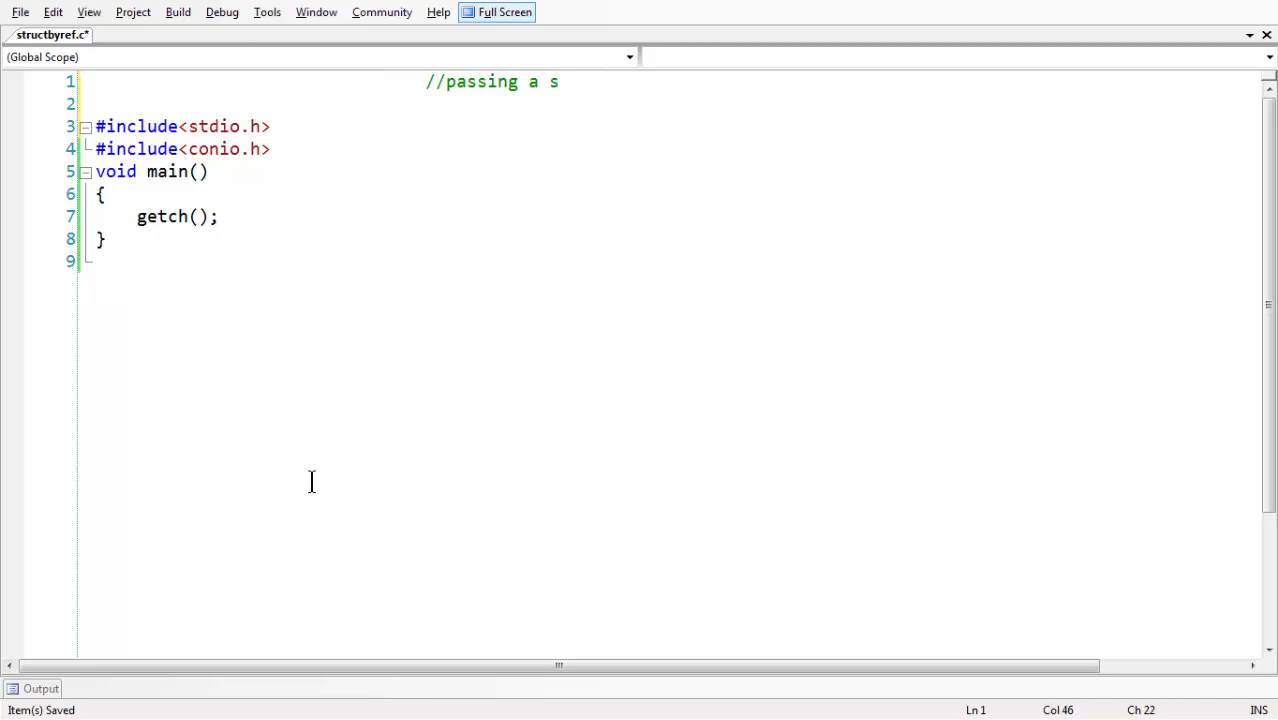 File Edit View Project Build Debug Tools Window Community Help Full Screen
structbyref.c*
(Global Scope)
1 //passing a s
2
3 #include<stdio.h>
4 #include<conio.h>
5 void main()
6 {
7 getch();
8 }
9
Output
Item(s) Saved Ln 1 Col 46 Ch 22 INS